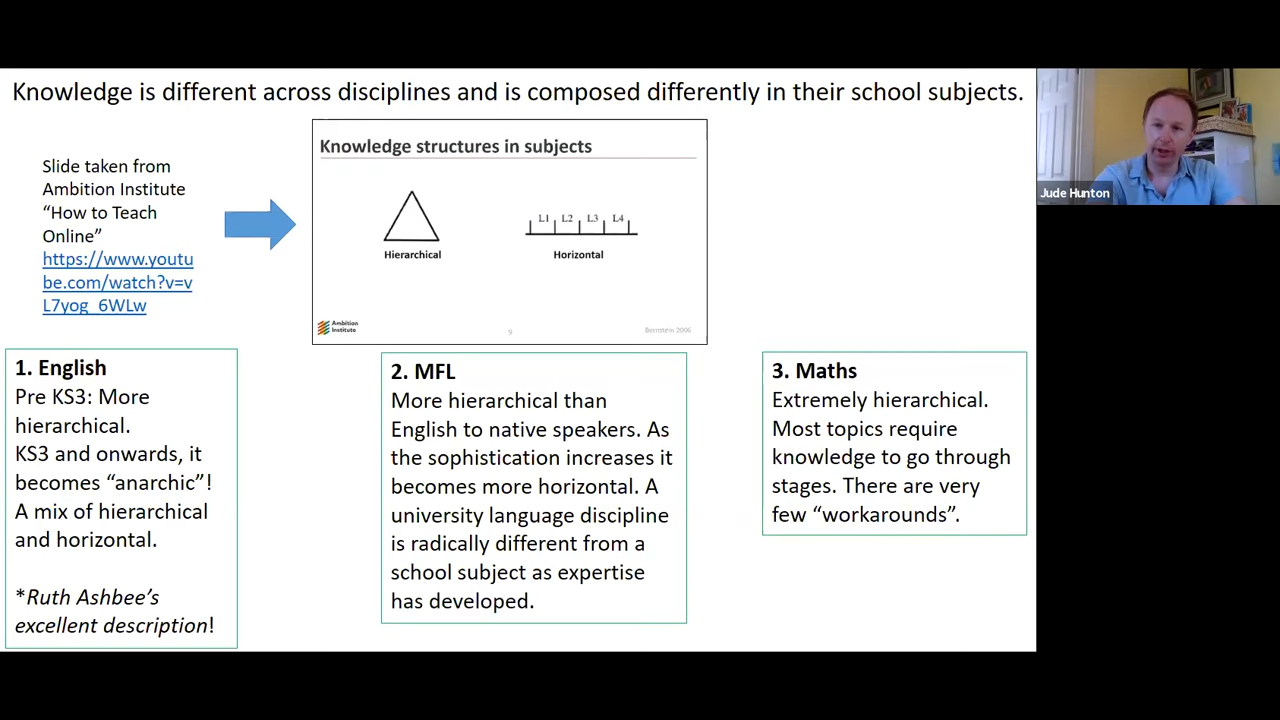 Knowledge is different across disciplines and is composed differently in their school subjects.
Slide taken from
Ambition Institute
“How to Teach
Online”
https://www.youtu
be.com/watch?v=v
L7yog_6WLw
Knowledge structures in subjects
L1 L2 L3 L4
Hierarchical
Horizontal
Ambition
Institute
9
Bernstein 2006
Jude Hunton
1. English
Pre KS3: More
hierarchical.
KS3 and onwards, it
becomes “anarchic”!
A mix of hierarchical
and horizontal.
*Ruth Ashbee’s
excellent description!
2. MFL
More hierarchical than
English to native speakers. As
the sophistication increases it
becomes more horizontal. A
university language discipline
is radically different from a
school subject as expertise
has developed.
3. Maths
Extremely hierarchical.
Most topics require
knowledge to go through
stages. There are very
few “workarounds”.